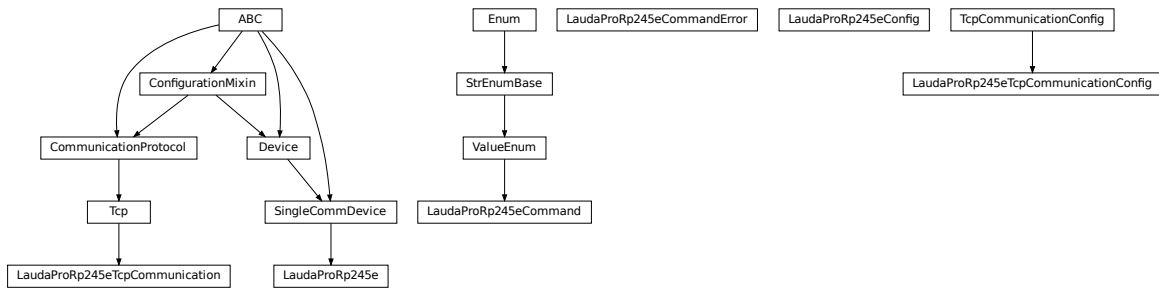 ABC
Enum
LaudaProRp245eCommandError
LaudaProRp245eConfig
TcpCommunicationConfig
ConfigurationMixin
StrEnumBase
LaudaProRp245eTcpCommunicationConfig
CommunicationProtocol
Device
ValueEnum
Tcp
SingleCommDevice
LaudaProRp245eCommand
LaudaProRp245eTcpCommunication
LaudaProRp245e